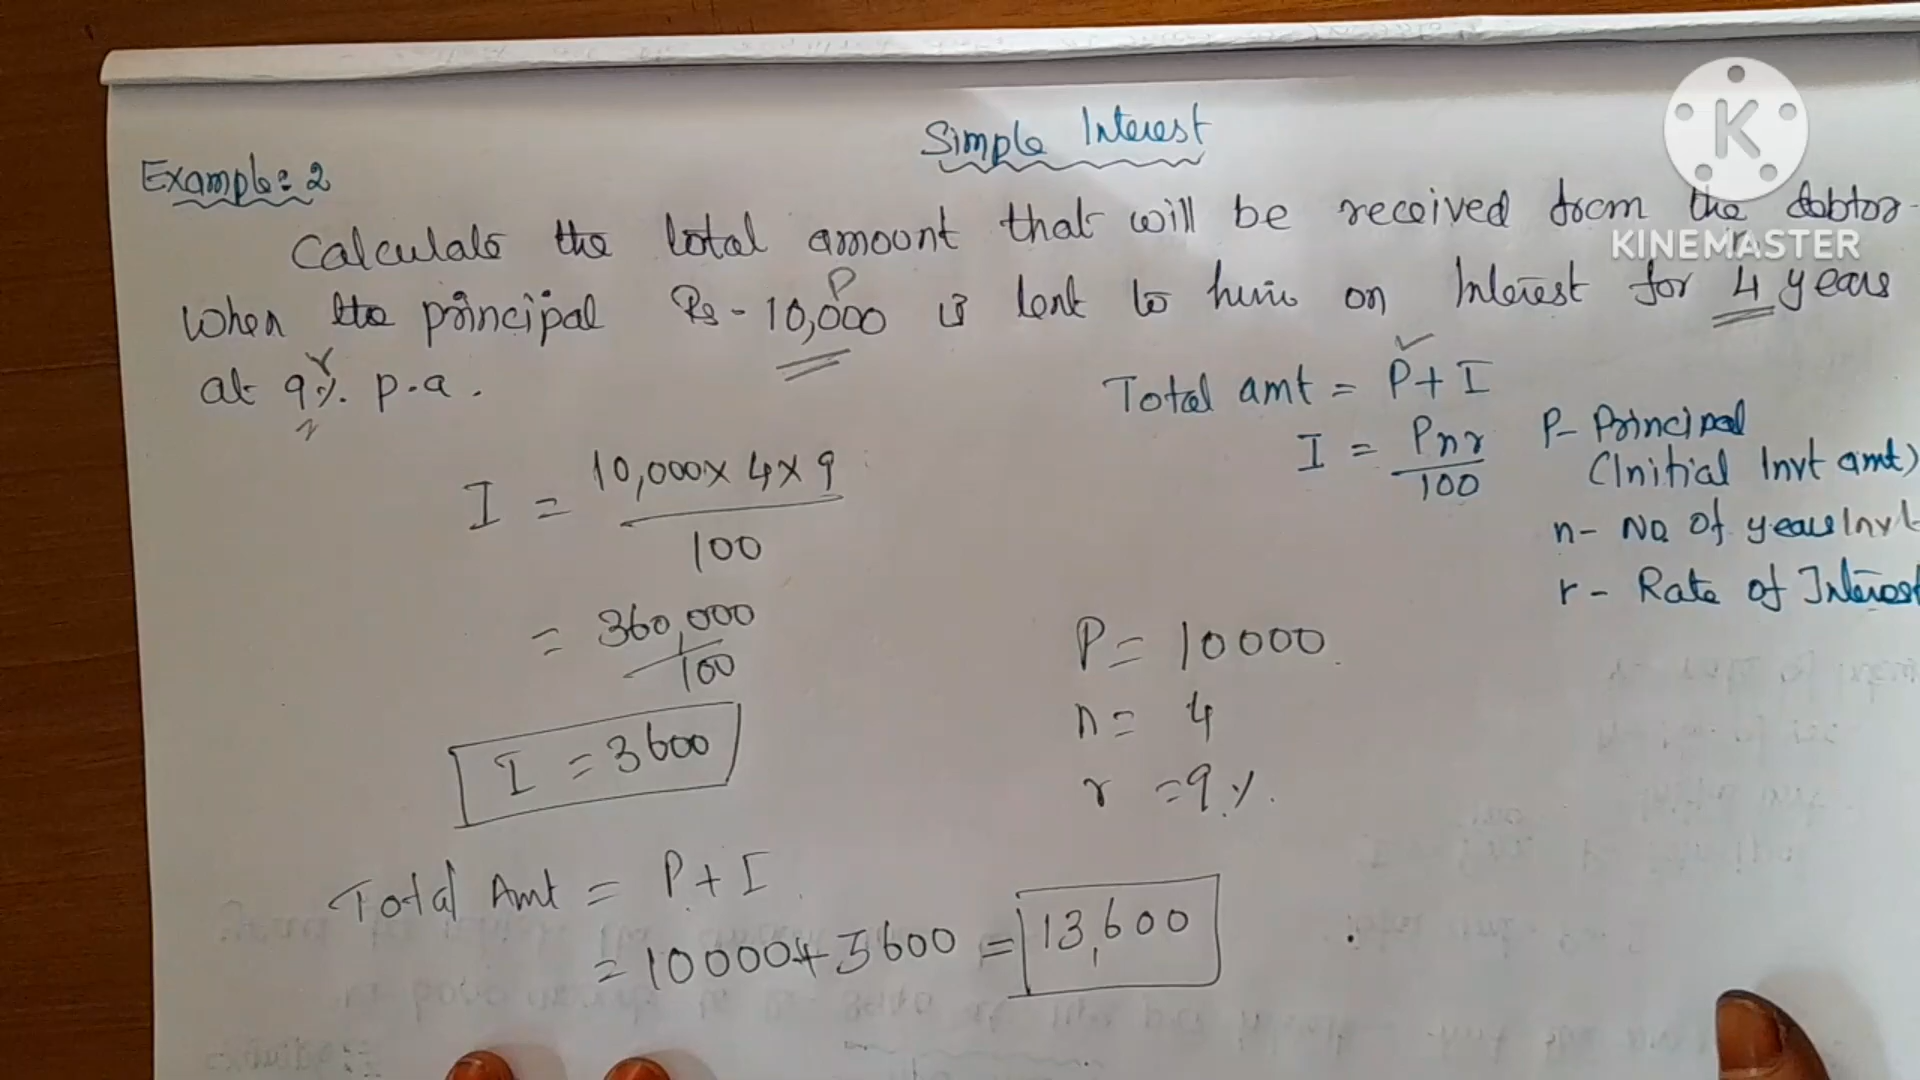 Simple Interest
Example: 2
Calculate the total amount that will be received from the debtor
when the principal Rs - 10,000 is lent to him on Interest for 4 years
P
n
at 9% p.a.
r
Total amt = P + I
I = Pnr/100
P - Principal
(Initial Invt amt)
n - No of years Invt
r - Rate of Interest
I = 10,000 x 4 x 9 / 100
= 360,000 / 100
I = 3600
P = 10000
n = 4
r = 9%.
Total Amt = P + I
= 10000 + 3600 = 13,600
K
KINEMASTER